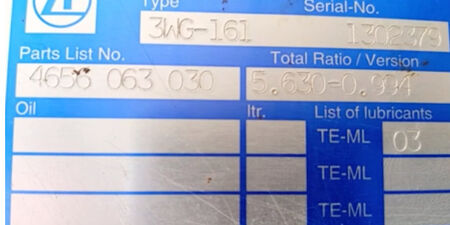 ZF
Type Serial-No.
3WG-161 1302379
Parts List No. Total Ratio / Version
4656 063 030 5.630=0.994
Oil ltr. List of lubricants
TE-ML 03
TE-ML
TE-ML